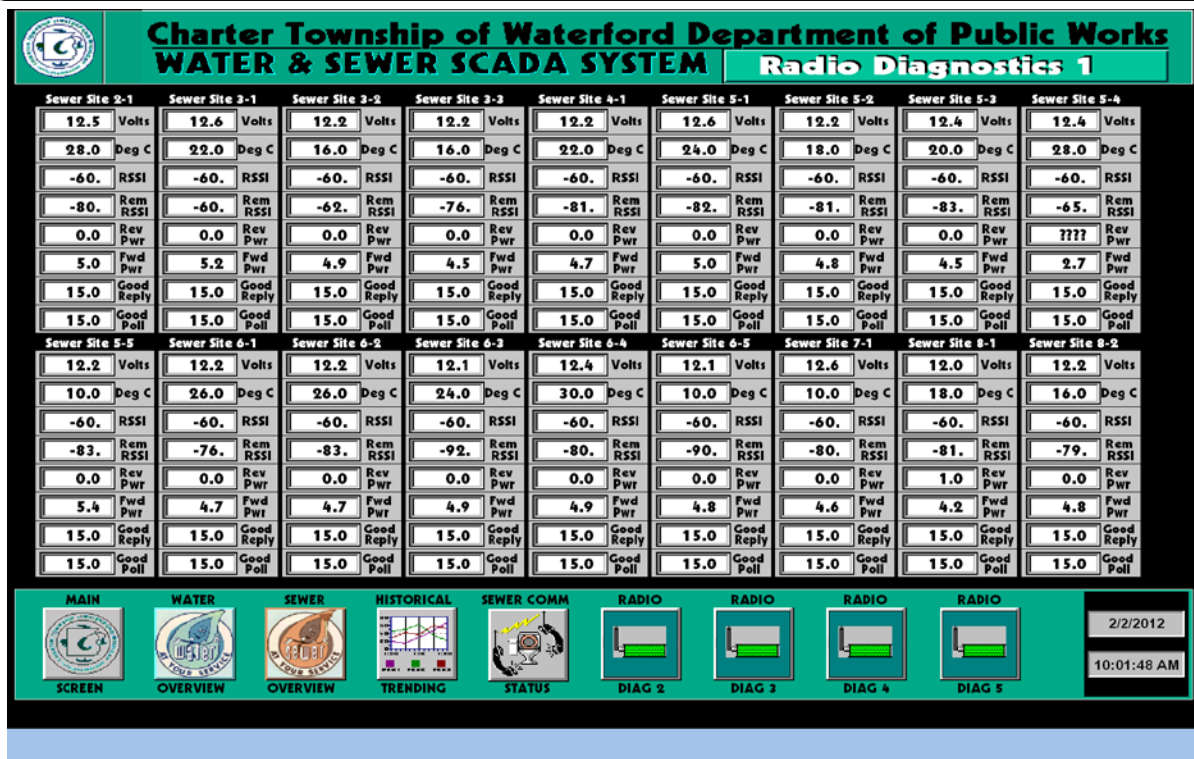 Charter Township of Waterford Department of Public Works
WATER & SEWER SCADA SYSTEM Radio Diagnostics 1
Sewer Site 2-1 Sewer Site 3-1 Sewer Site 3-2 Sewer Site 3-3 Sewer Site 4-1 Sewer Site 5-1 Sewer Site 5-2 Sewer Site 5-3 Sewer Site 5-4
12.5 Volts 12.6 Volts 12.2 Volts 12.2 Volts 12.2 Volts 12.6 Volts 12.2 Volts 12.4 Volts 12.4 Volts
28.0 Deg C 22.0 Deg C 16.0 Deg C 16.0 Deg C 22.0 Deg C 24.0 Deg C 18.0 Deg C 20.0 Deg C 28.0 Deg C
-60. RSSI -60. RSSI -60. RSSI -60. RSSI -60. RSSI -60. RSSI -60. RSSI -60. RSSI -60. RSSI
-80. Rem RSSI -60. Rem RSSI -62. Rem RSSI -76. Rem RSSI -81. Rem RSSI -82. Rem RSSI -81. Rem RSSI -83. Rem RSSI -65. Rem RSSI
0.0 Rev Pwr 0.0 Rev Pwr 0.0 Rev Pwr 0.0 Rev Pwr 0.0 Rev Pwr 0.0 Rev Pwr 0.0 Rev Pwr 0.0 Rev Pwr ???? Rev Pwr
5.0 Fwd Pwr 5.2 Fwd Pwr 4.9 Fwd Pwr 4.5 Fwd Pwr 4.7 Fwd Pwr 5.0 Fwd Pwr 4.8 Fwd Pwr 4.5 Fwd Pwr 2.7 Fwd Pwr
15.0 Good Reply 15.0 Good Reply 15.0 Good Reply 15.0 Good Reply 15.0 Good Reply 15.0 Good Reply 15.0 Good Reply 15.0 Good Reply 15.0 Good Reply
15.0 Good Poll 15.0 Good Poll 15.0 Good Poll 15.0 Good Poll 15.0 Good Poll 15.0 Good Poll 15.0 Good Poll 15.0 Good Poll 15.0 Good Poll
Sewer Site 5-5 Sewer Site 6-1 Sewer Site 6-2 Sewer Site 6-3 Sewer Site 6-4 Sewer Site 6-5 Sewer Site 7-1 Sewer Site 8-1 Sewer Site 8-2
12.2 Volts 12.2 Volts 12.2 Volts 12.1 Volts 12.4 Volts 12.1 Volts 12.6 Volts 12.0 Volts 12.2 Volts
10.0 Deg C 26.0 Deg C 26.0 Deg C 24.0 Deg C 30.0 Deg C 10.0 Deg C 10.0 Deg C 18.0 Deg C 16.0 Deg C
-60. RSSI -60. RSSI -60. RSSI -60. RSSI -60. RSSI -60. RSSI -60. RSSI -60. RSSI -60. RSSI
-83. Rem RSSI -76. Rem RSSI -83. Rem RSSI -92. Rem RSSI -80. Rem RSSI -90. Rem RSSI -80. Rem RSSI -81. Rem RSSI -79. Rem RSSI
0.0 Rev Pwr 0.0 Rev Pwr 0.0 Rev Pwr 0.0 Rev Pwr 0.0 Rev Pwr 0.0 Rev Pwr 0.0 Rev Pwr 1.0 Rev Pwr 0.0 Rev Pwr
5.4 Fwd Pwr 4.7 Fwd Pwr 4.7 Fwd Pwr 4.9 Fwd Pwr 4.9 Fwd Pwr 4.8 Fwd Pwr 4.6 Fwd Pwr 4.2 Fwd Pwr 4.8 Fwd Pwr
15.0 Good Reply 15.0 Good Reply 15.0 Good Reply 15.0 Good Reply 15.0 Good Reply 15.0 Good Reply 15.0 Good Reply 15.0 Good Reply 15.0 Good Reply
15.0 Good Poll 15.0 Good Poll 15.0 Good Poll 15.0 Good Poll 15.0 Good Poll 15.0 Good Poll 15.0 Good Poll 15.0 Good Poll 15.0 Good Poll
MAIN WATER SEWER HISTORICAL SEWER COMM RADIO RADIO RADIO RADIO
water sewer
AT YOUR SERVICE AT YOUR SERVICE
2/2/2012
10:01:48 AM
SCREEN OVERVIEW OVERVIEW TRENDING STATUS DIAG 2 DIAG 3 DIAG 4 DIAG 5